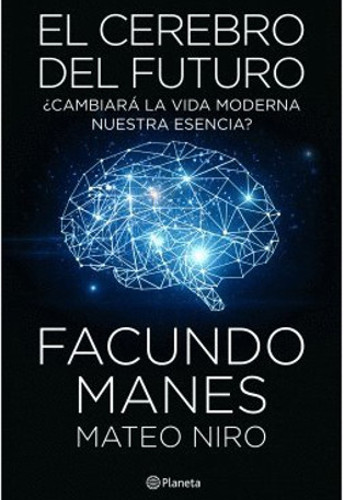 EL CEREBRO
DEL FUTURO
¿CAMBIARÁ LA VIDA MODERNA
NUESTRA ESENCIA?
FACUNDO
MANES
MATEO NIRO
Planeta